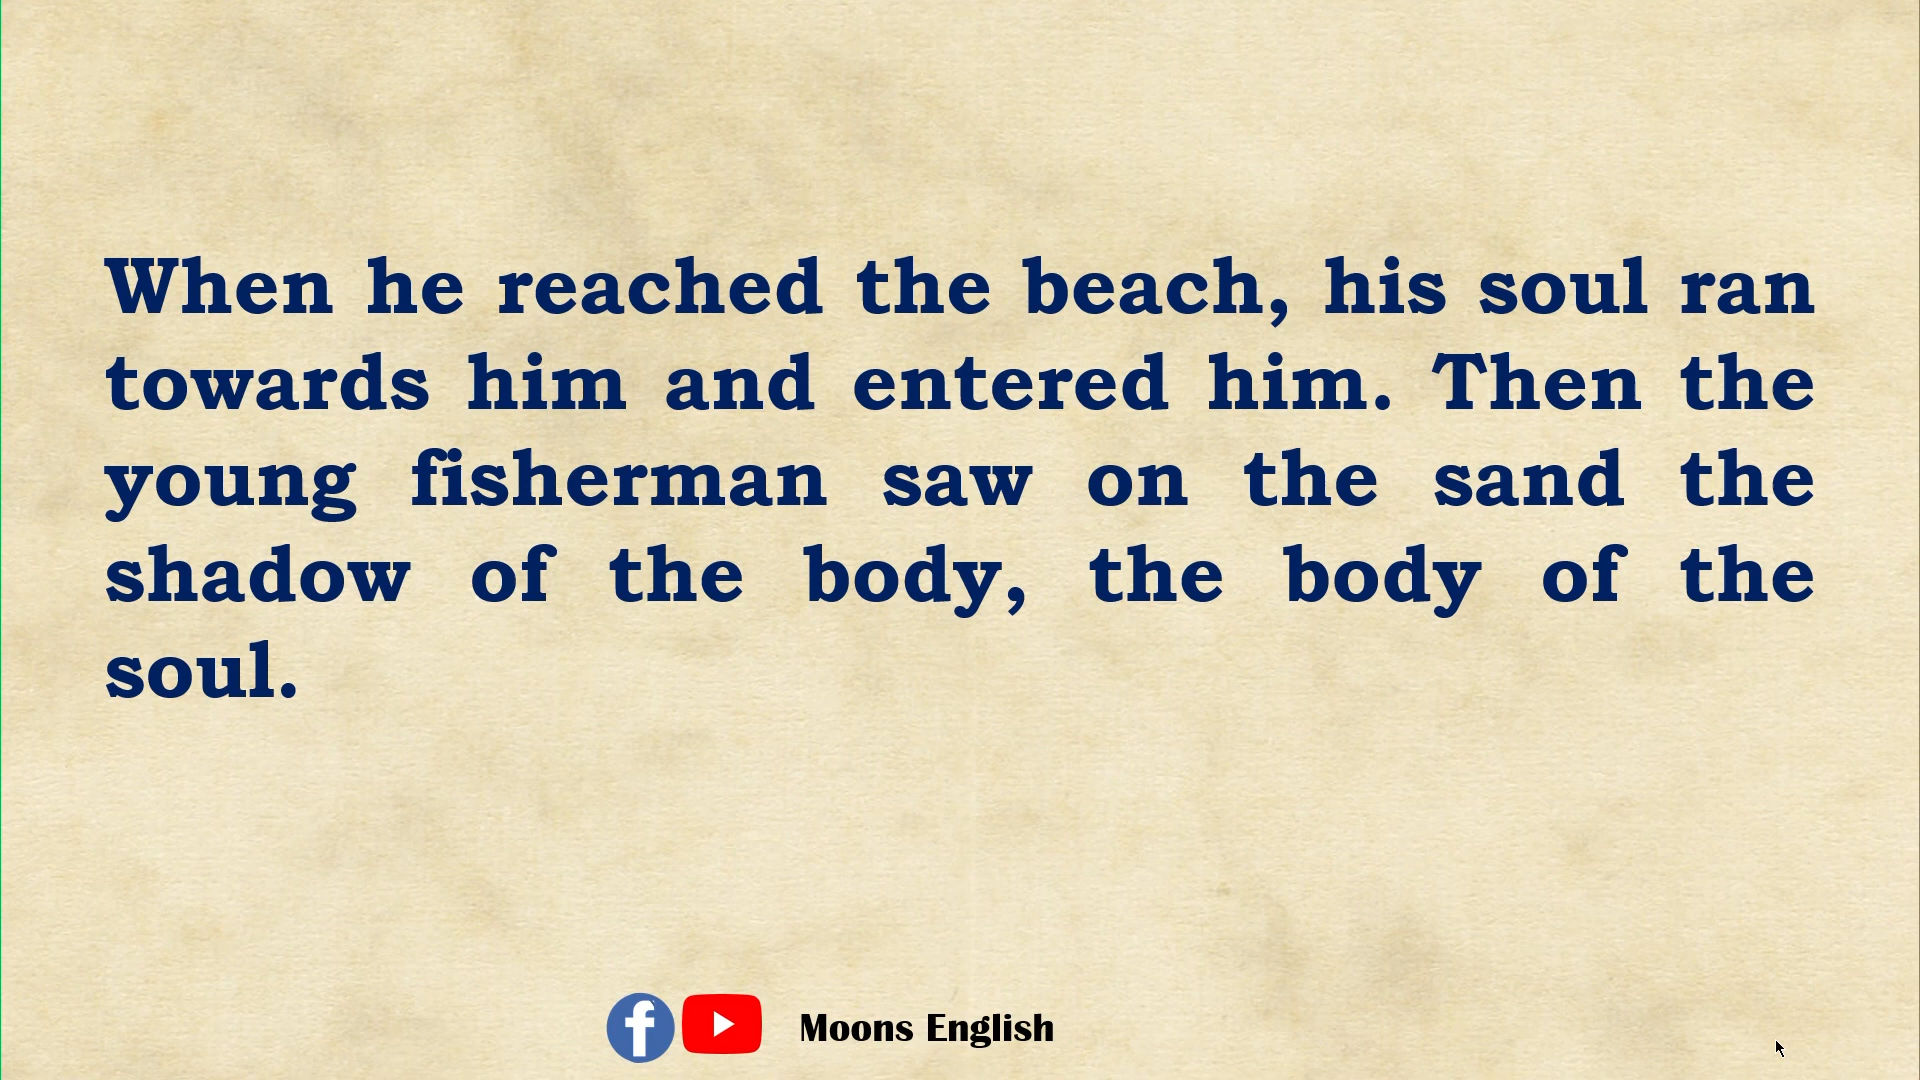 When he reached the beach, his soul ran
towards him and entered him. Then the
young fisherman saw on the sand the
shadow of the body, the body of the
soul.
Moons English